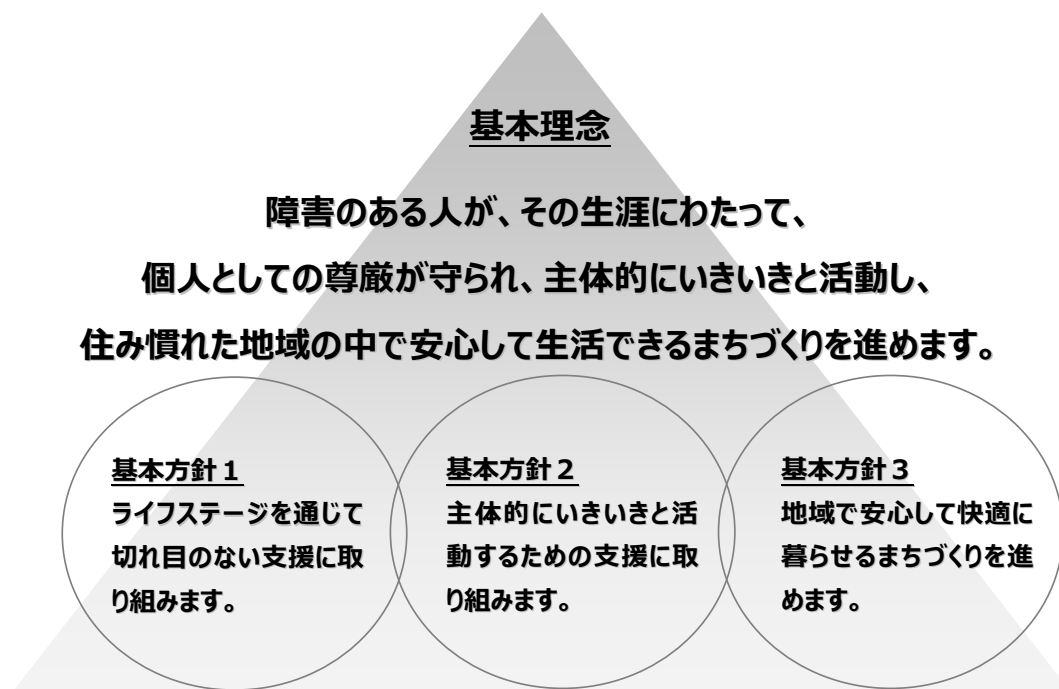 基本理念
障害のある人が、その生涯にわたって、
個人としての尊厳が守られ、主体的にいきいきと活動し、
住み慣れた地域の中で安心して生活できるまちづくりを進めます。
基本方針１
ライフステージを通じて
切れ目のない支援に取
り組みます。
基本方針２
主体的にいきいきと活
動するための支援に取
り組みます。
基本方針３
地域で安心して快適に
暮らせるまちづくりを進
めます。